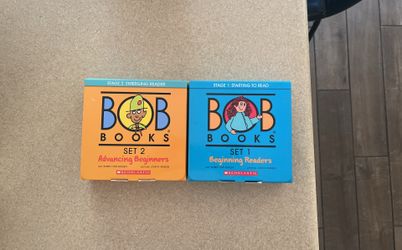 STAGE 2: EMERGING READER
BOB
BOOKS®
SET 2
Advancing Beginners
SCHOLASTIC
STAGE 1: STARTING TO READ
BOB
BOOKS®
SET 1
Beginning Readers
SCHOLASTIC